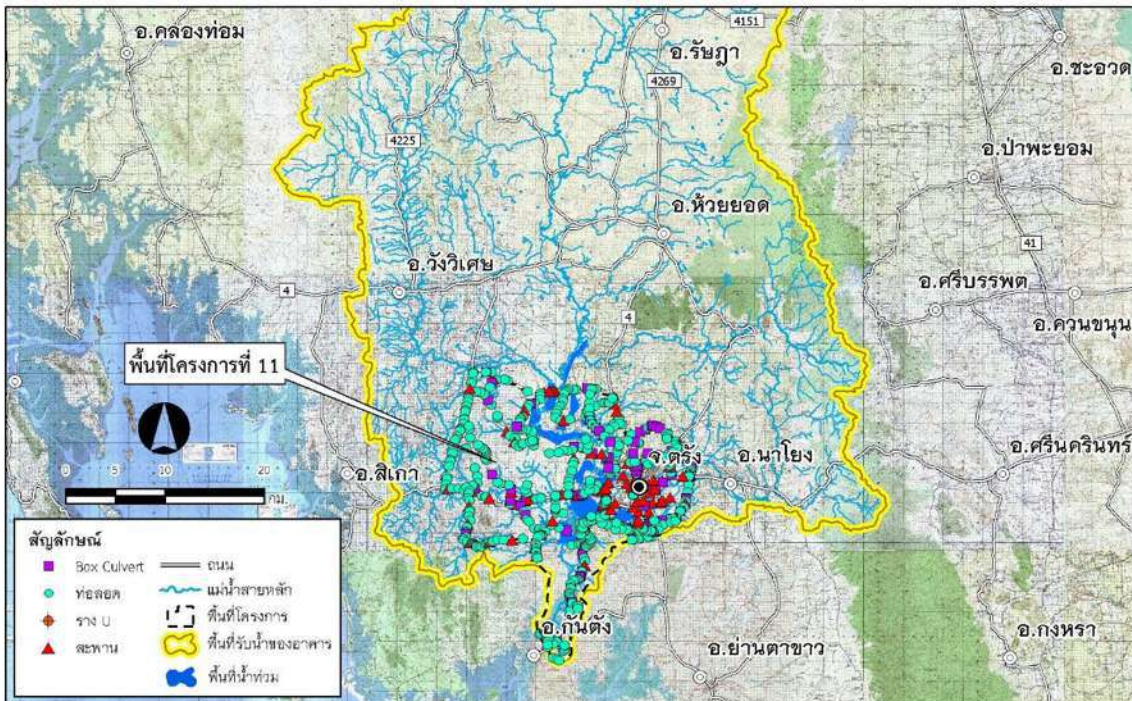 อ.คลองท่อม
4151
อ.รัษฎา
อ.ชะอวด
4269
4225
อ.ป่าพะยอม
อ.ห้วยยอด
41
อ.วังวิเศษ
อ.ศรีบรรพต
4
อ.ควนขนุน
4
พื้นที่โครงการที่ 11
จ.ตรัง
อ.นาโยง
อ.ศรีนครินทร์
อ.สิเกา
0 5 10 20
กม.
สัญลักษณ์
Box Culvert
ถนน
ท่อลอด
แม่น้ำสายหลัก
ราง U
พื้นที่โครงการ
สะพาน
พื้นที่รับน้ำของอาคาร
พื้นที่น้ำท่วม
อ.กันตัง
อ.ย่านตาขาว
อ.กงหรา